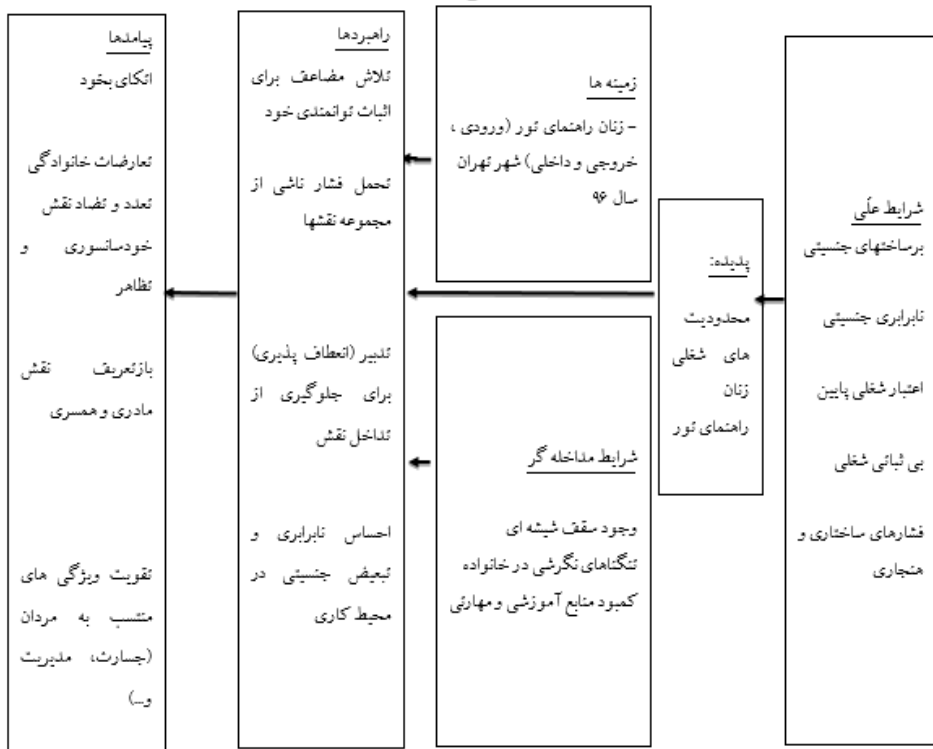 شرایط علّی
برساختهای جنسیتی
نابرابری جنسیتی
اعتبار شغلی پایین
بی ثباتی شغلی
فشارهای ساختاری و
هنجاری
پدیده:
محدودیت
های شغلی
زنان
راهنمای تور
زمینه ها
- زنان راهنمای تور (ورودی ،
خروجی و داخلی) شهر تهران
سال ۹۶
شرایط مداخله گر
وجود سقف شیشه ای
تنگناهای نگرشی در خانواده
کمبود منابع آموزشی و مهارتی
راهبردها
تلاش مضاعف برای
اثبات توانمندی خود
تحمل فشار ناشی از
مجموعه نقشها
تدبیر (انعطاف پذیری)
برای جلوگیری از
تداخل نقش
احساس نابرابری و
تبعیض جنسیتی در
محیط کاری
پیامدها
اتکای بخود
تعارضات خانوادگی
تعدد و تضاد نقش
خودسانسوری و
تظاهر
بازتعریف نقش
مادری و همسری
تقویت ویژگی های
منتسب به مردان
(جسارت، مدیریت
و...)